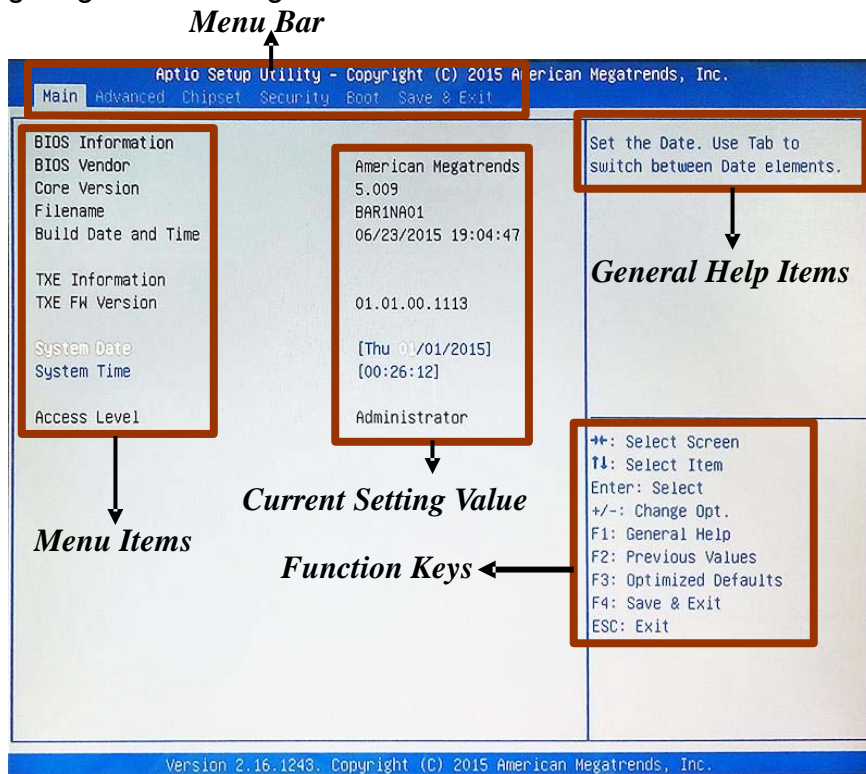 Menu Bar
Aptio Setup Utility - Copyright (C) 2015 American Megatrends, Inc.
Main Advanced Chipset Security Boot Save & Exit
BIOS Information
BIOS Vendor American Megatrends
Core Version 5.009
Filename BAR1NA01
Build Date and Time 06/23/2015 19:04:47
TXE Information
TXE FW Version 01.01.00.1113
System Date [Thu 01/01/2015]
System Time [00:26:12]
Access Level Administrator
Set the Date. Use Tab to
switch between Date elements.
General Help Items
Current Setting Value
Menu Items
Function Keys
→←: Select Screen
↑↓: Select Item
Enter: Select
+/-: Change Opt.
F1: General Help
F2: Previous Values
F3: Optimized Defaults
F4: Save & Exit
ESC: Exit
Version 2.16.1243. Copyright (C) 2015 American Megatrends, Inc.